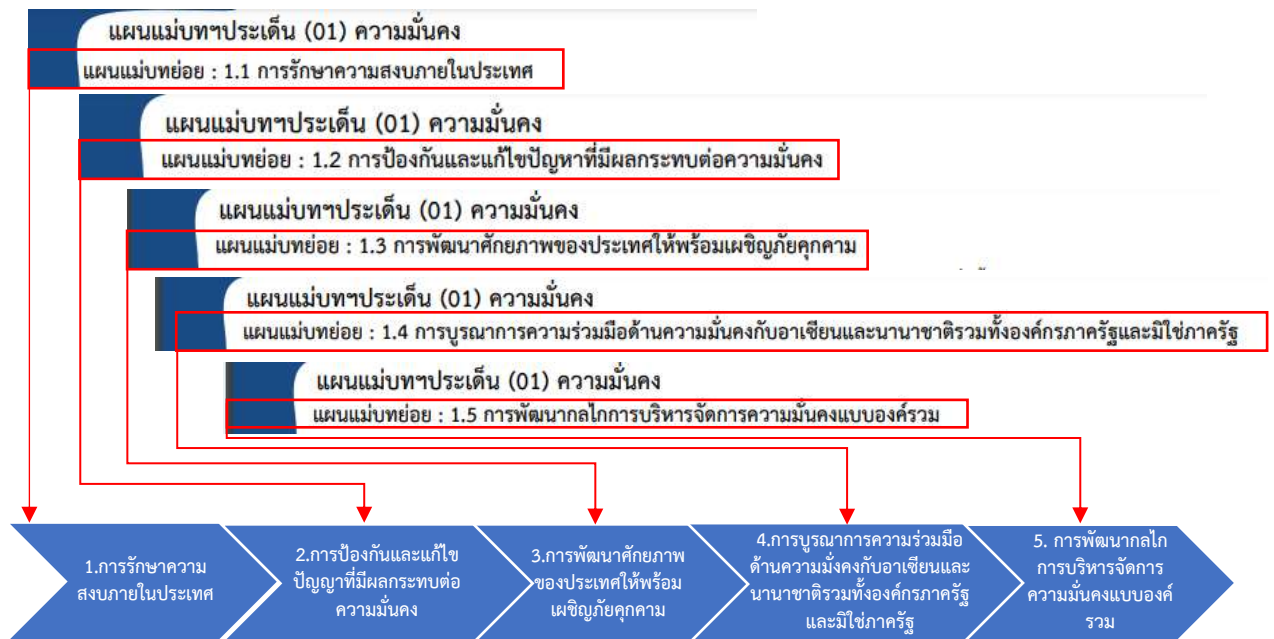 แผนแม่บทฯประเด็น (01) ความมั่นคง
แผนแม่บทย่อย : 1.1 การรักษาความสงบภายในประเทศ
แผนแม่บทฯประเด็น (01) ความมั่นคง
แผนแม่บทย่อย : 1.2 การป้องกันและแก้ไขปัญหาที่มีผลกระทบต่อความมั่นคง
แผนแม่บทฯประเด็น (01) ความมั่นคง
แผนแม่บทย่อย : 1.3 การพัฒนาศักยภาพของประเทศให้พร้อมเผชิญภัยคุกคาม
แผนแม่บทฯประเด็น (01) ความมั่นคง
แผนแม่บทย่อย : 1.4 การบูรณาการความร่วมมือด้านความมั่นคงกับอาเซียนและนานาชาติรวมทั้งองค์กรภาครัฐและมิใช่ภาครัฐ
แผนแม่บทฯประเด็น (01) ความมั่นคง
แผนแม่บทย่อย : 1.5 การพัฒนากลไกการบริหารจัดการความมั่นคงแบบองค์รวม
1.การรักษาความ
สงบภายในประเทศ
2.การป้องกันและแก้ไข
ปัญญาที่มีผลกระทบต่อ
ความมั่นคง
3.การพัฒนาศักยภาพ
ของประเทศให้พร้อม
เผชิญภัยคุกคาม
4.การบูรณาการความร่วมมือ
ด้านความมั่งคงกับอาเซียนและ
นานาชาติรวมทั้งองค์กรภาครัฐ
และมิใช่ภาครัฐ
5. การพัฒนากลไก
การบริหารจัดการ
ความมั่นคงแบบองค์
รวม